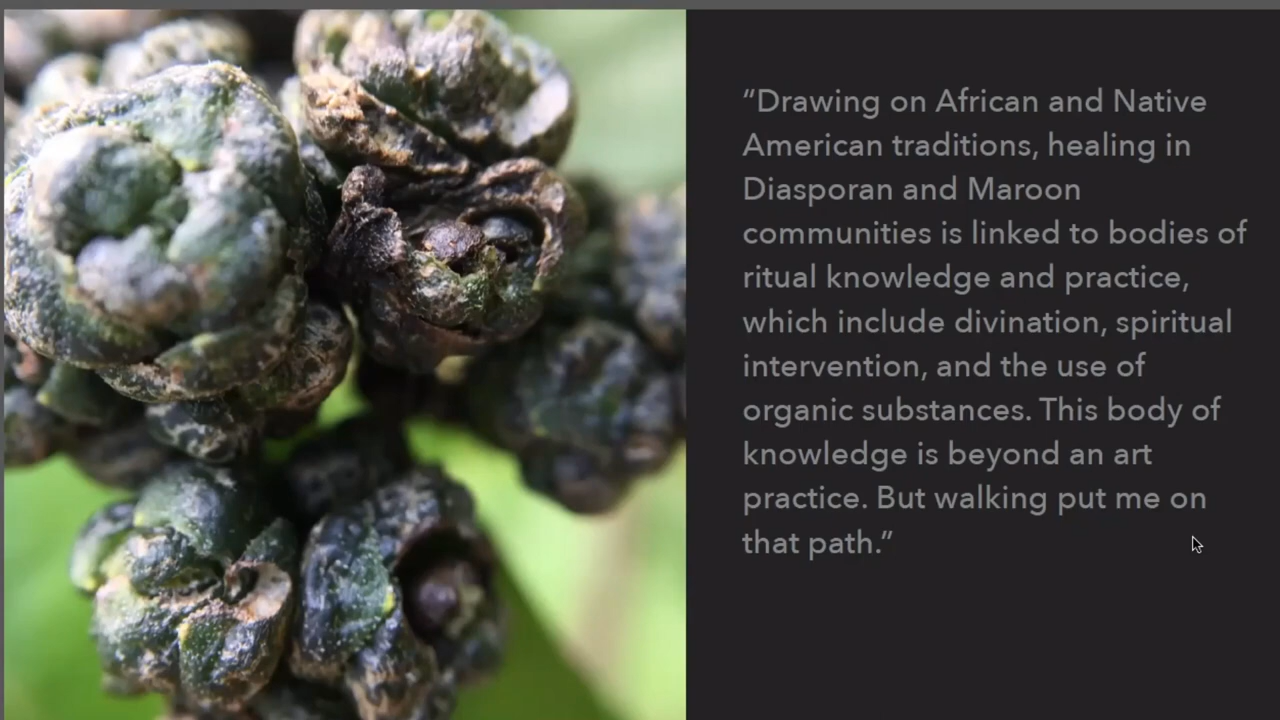 “Drawing on African and Native
American traditions, healing in
Diasporan and Maroon
communities is linked to bodies of
ritual knowledge and practice,
which include divination, spiritual
intervention, and the use of
organic substances. This body of
knowledge is beyond an art
practice. But walking put me on
that path.”